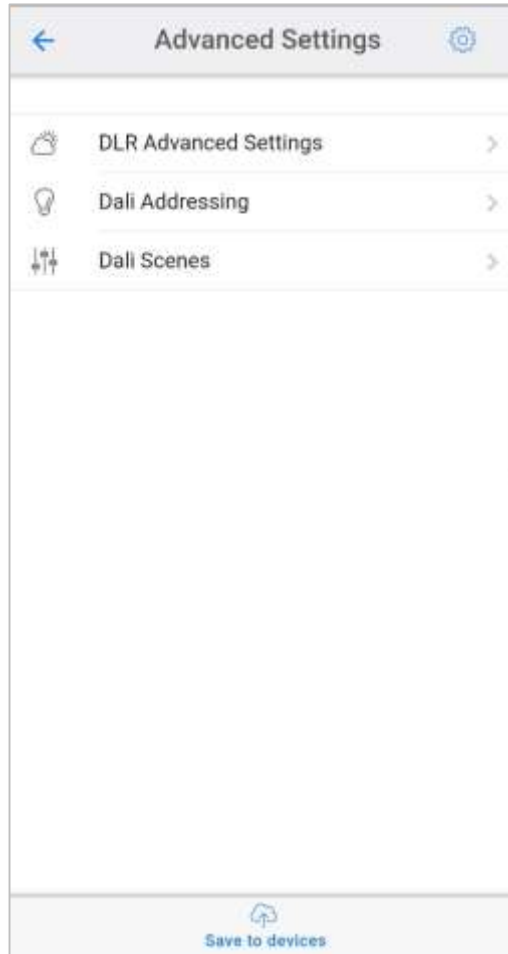 Advanced Settings
DLR Advanced Settings
Dali Addressing
Dali Scenes
Save to devices